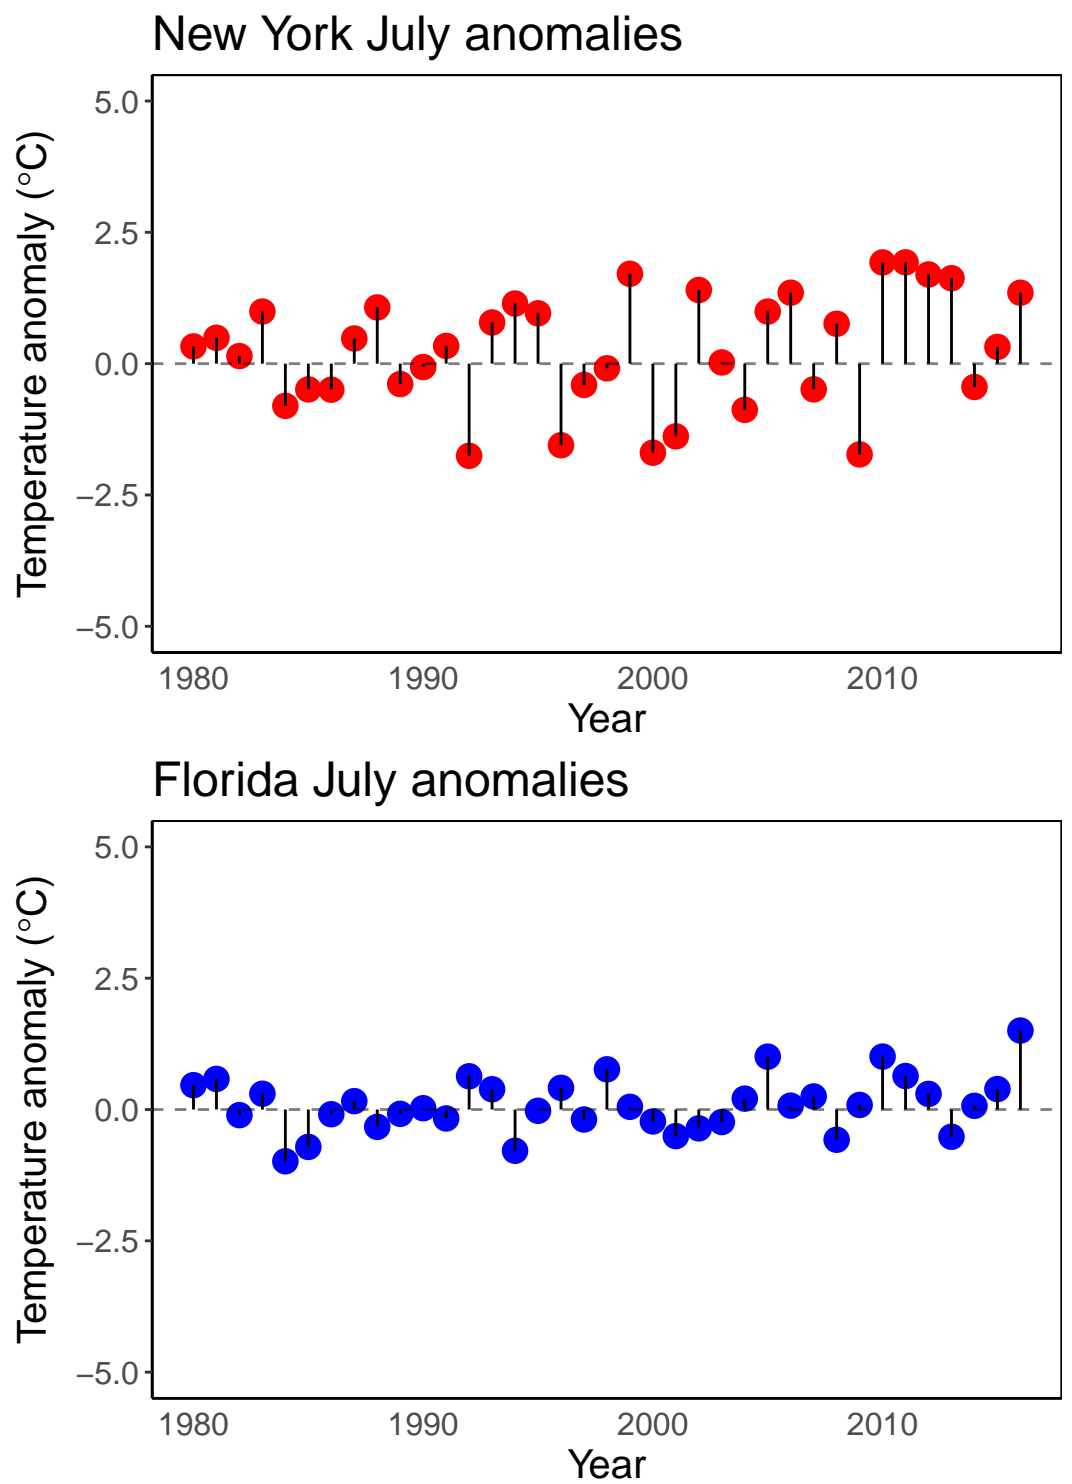 New York July anomalies
Temperature anomaly (°C)
5.0
2.5
0.0
−2.5
−5.0
1980 1990 2000 2010
Year
Florida July anomalies
Temperature anomaly (°C)
5.0
2.5
0.0
−2.5
−5.0
1980 1990 2000 2010
Year